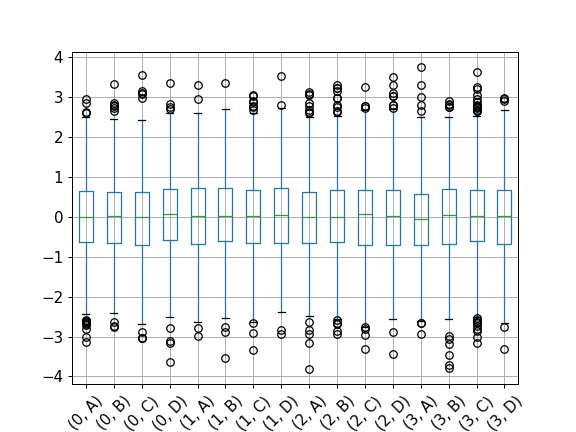 4
3
2
1
0
−1
−2
−3
−4
(0, A)
(0, B)
(0, C)
(0, D)
(1, A)
(1, B)
(1, C)
(1, D)
(2, A)
(2, B)
(2, C)
(2, D)
(3, A)
(3, B)
(3, C)
(3, D)